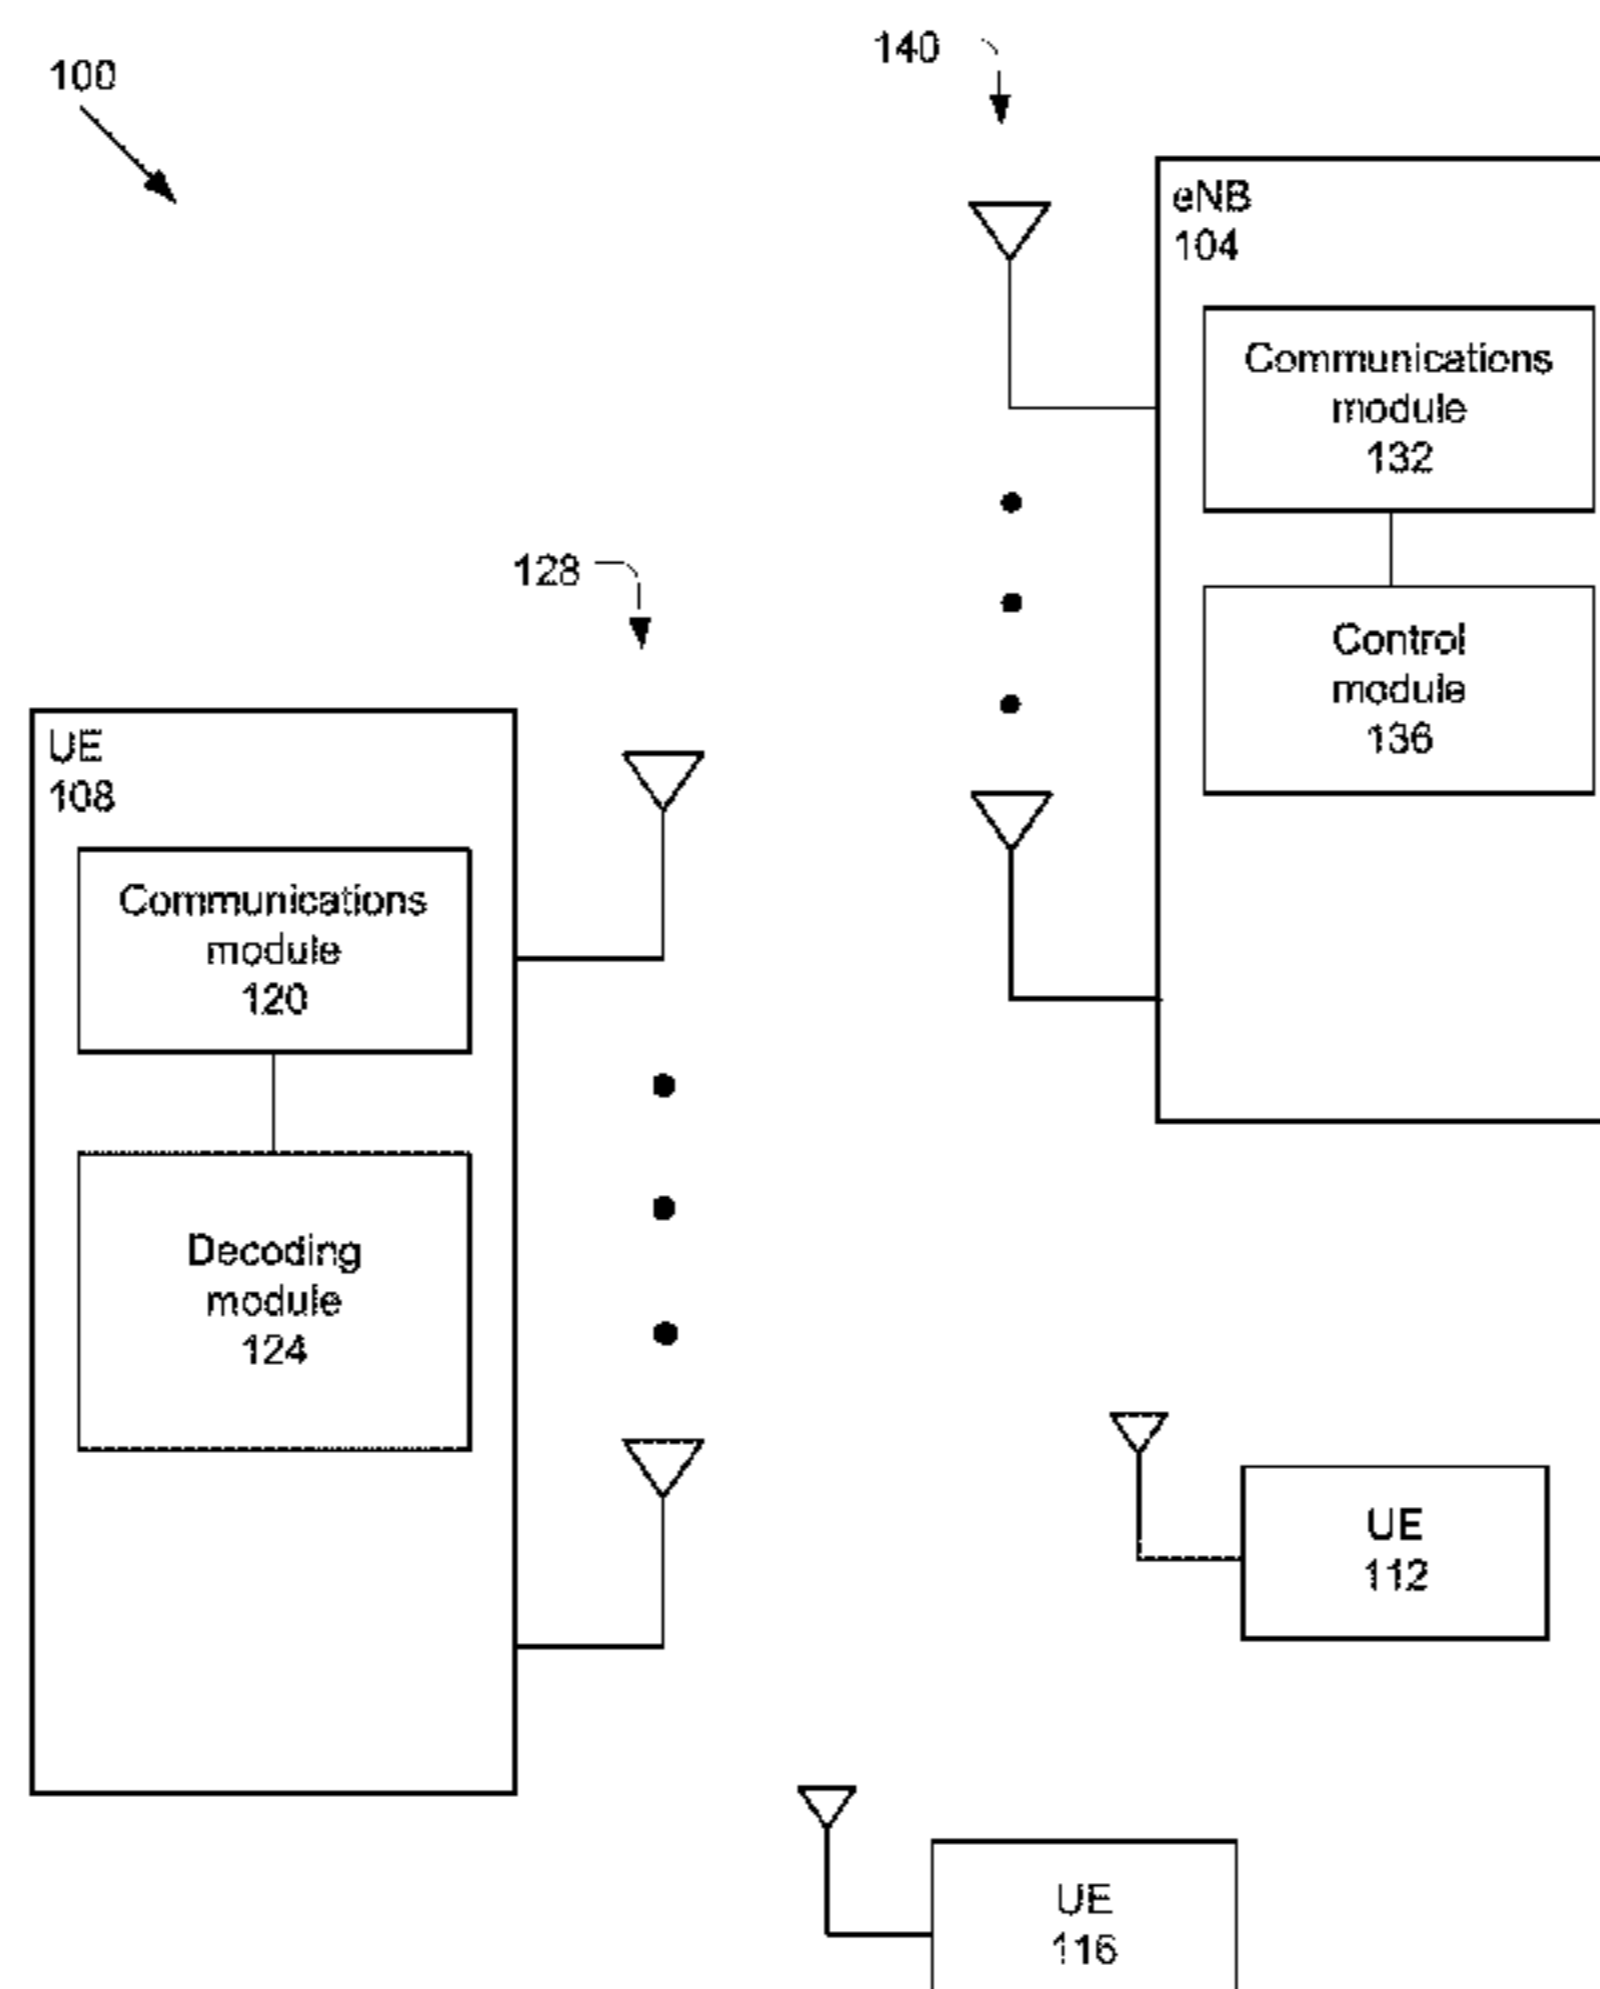 100
140
eNB
104
Communications
module
132
Control
module
136
128
UE
108
Communications
module
120
Decoding
module
124
UE
112
UE
116